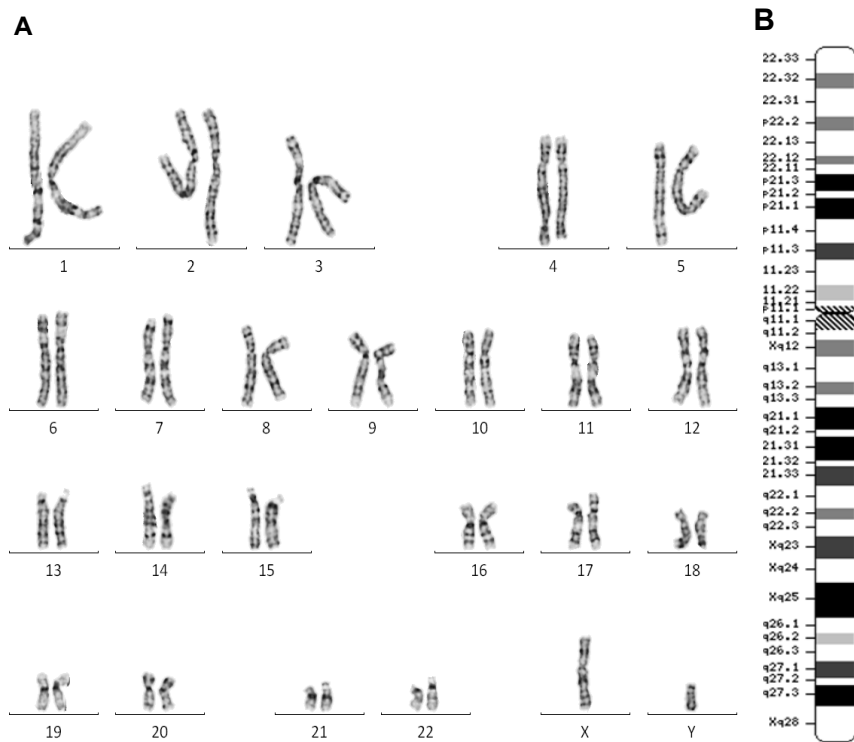 A
1 2 3 4 5
6 7 8 9 10 11 12
13 14 15 16 17 18
19 20 21 22 X Y
B
22.33
22.32
22.31
p22.2
22.13
22.12
22.11
p21.3
p21.2
p21.1
p11.4
p11.3
11.23
11.22
11.21
p11.1
q11.1
q11.2
Xq12
q13.1
q13.2
q13.3
q21.1
q21.2
21.31
21.32
21.33
q22.1
q22.2
q22.3
Xq23
Xq24
Xq25
q26.1
q26.2
q26.3
q27.1
q27.2
q27.3
Xq28